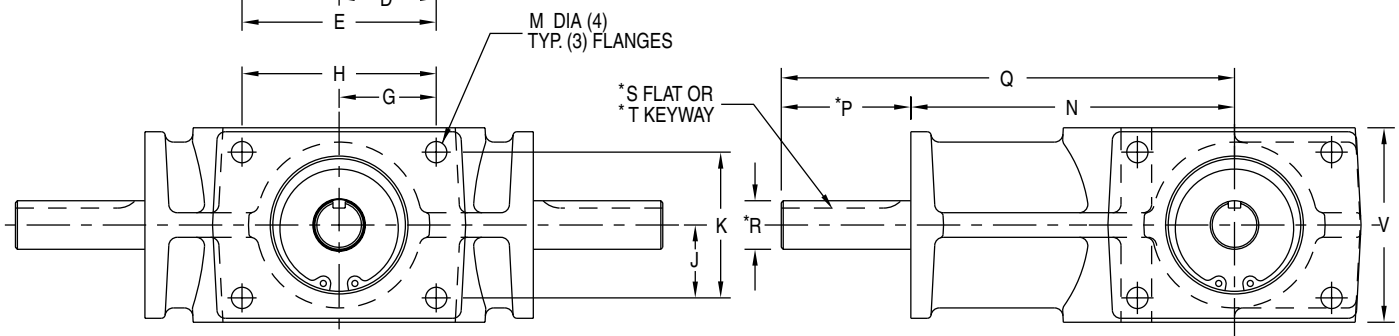 D
E
M DIA (4)
TYP. (3) FLANGES
H
G
*S FLAT OR
*T KEYWAY
Q
*P
N
*R
K
J
V